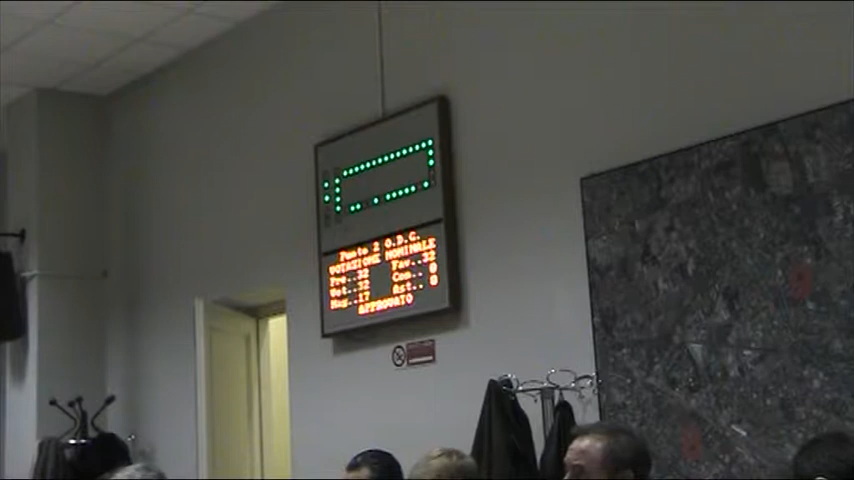 Punto 2 O.D.G.
VOTAZIONE NOMINALE
Pre..32 Fav..32
Vot..32 Con.. 0
Mag..17 Ast.. 0
APPROVATO